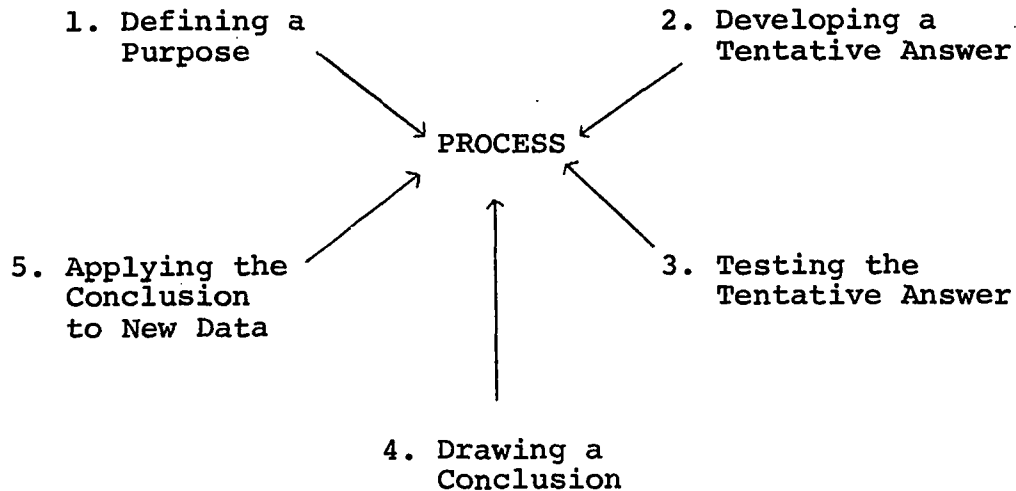 1. Defining a
Purpose
2. Developing a
Tentative Answer
PROCESS
3. Testing the
Tentative Answer
4. Drawing a
Conclusion
5. Applying the
Conclusion
to New Data